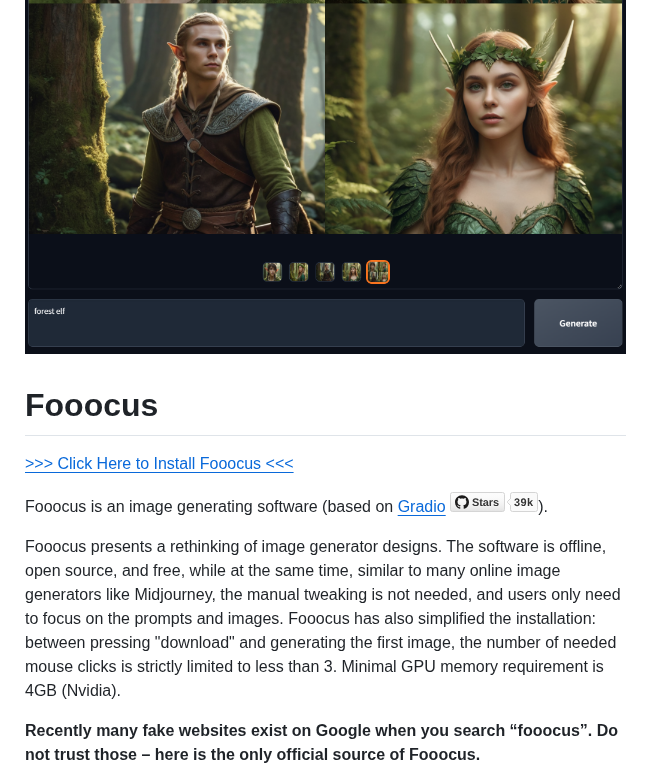 forest elf
Generate
Fooocus
>>> Click Here to Install Fooocus <<<
Fooocus is an image generating software (based on Gradio Stars 39k).
Fooocus presents a rethinking of image generator designs. The software is offline,
open source, and free, while at the same time, similar to many online image
generators like Midjourney, the manual tweaking is not needed, and users only need
to focus on the prompts and images. Fooocus has also simplified the installation:
between pressing "download" and generating the first image, the number of needed
mouse clicks is strictly limited to less than 3. Minimal GPU memory requirement is
4GB (Nvidia).
Recently many fake websites exist on Google when you search “fooocus”. Do
not trust those – here is the only official source of Fooocus.